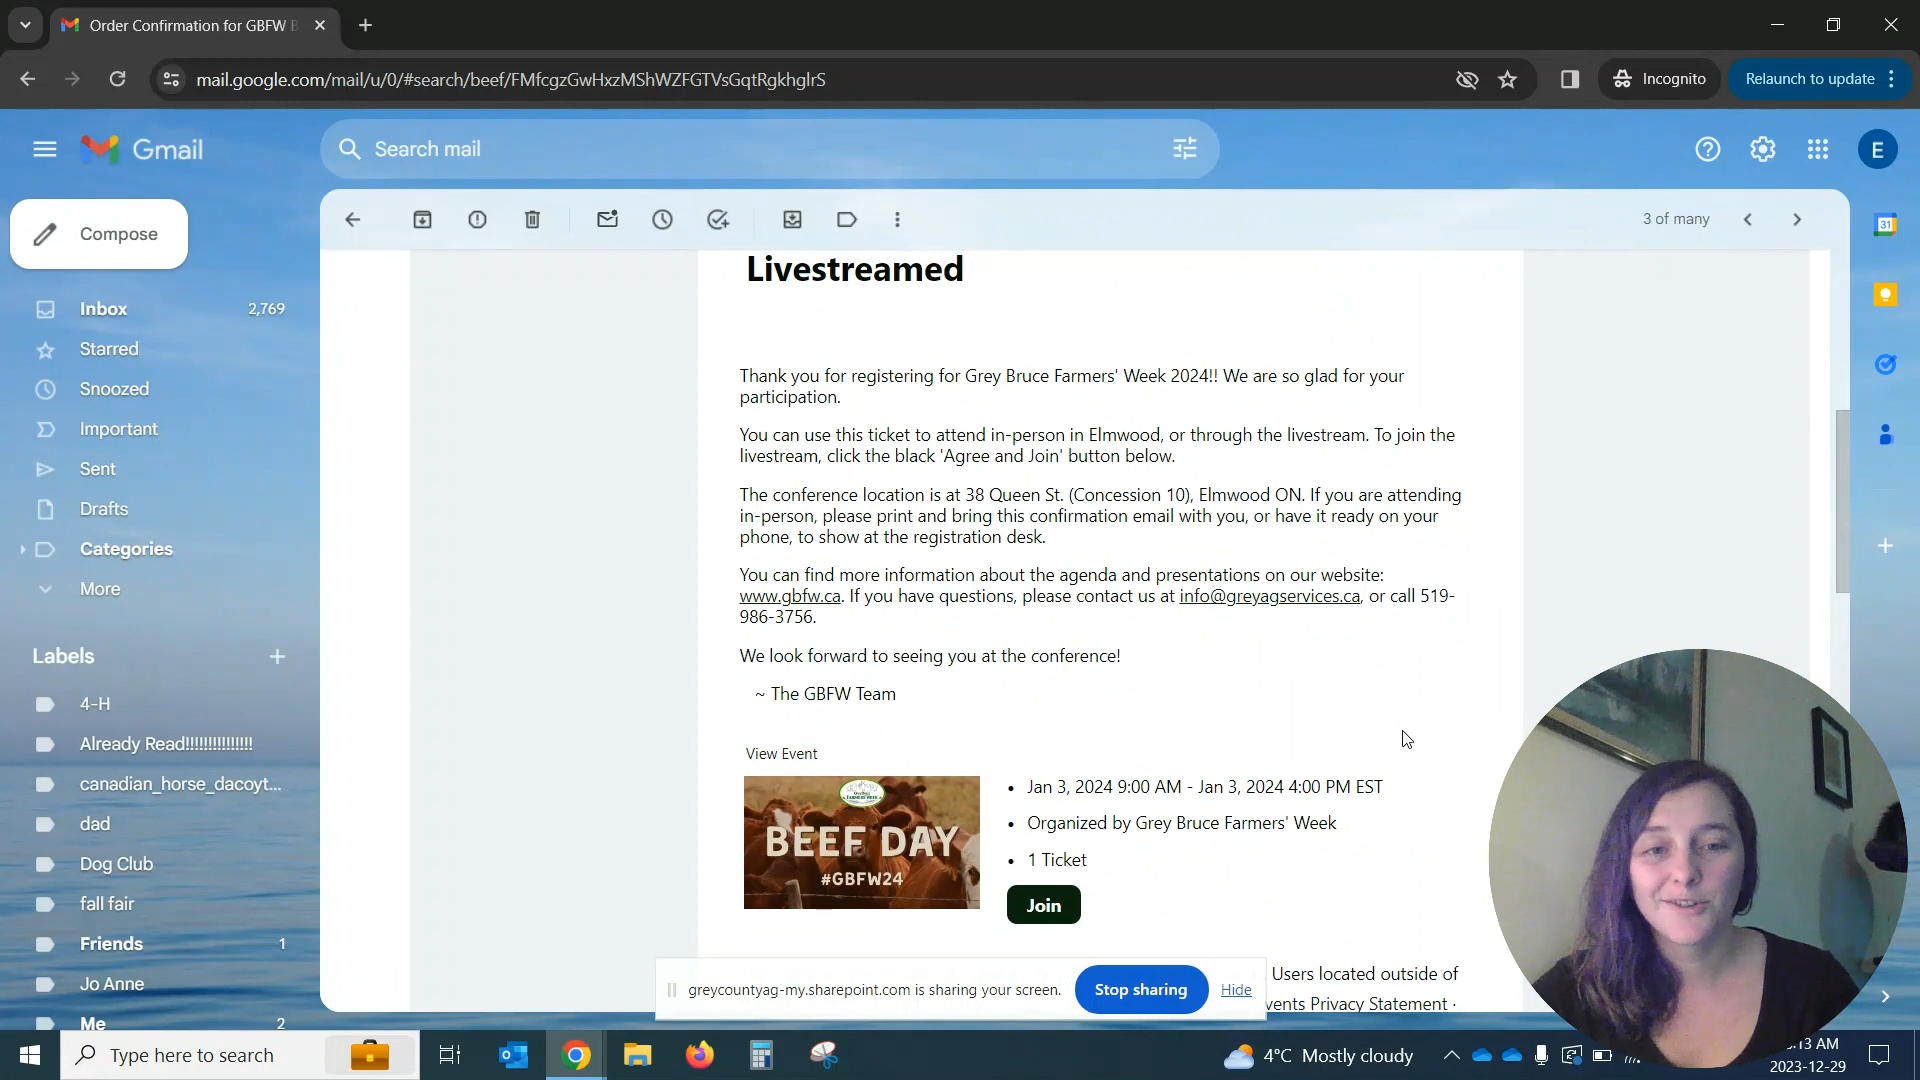 Order Confirmation for GBFW B
mail.google.com/mail/u/0/#search/beef/FMfcgzGwHxzMShWZFGTVsGqtRgkhglrS
Incognito
Relaunch to update
Gmail
Search mail
E
Compose
3 of many
31
Inbox 2,769
Starred
Snoozed
Important
Sent
Drafts
Categories
More
Labels
4-H
Already Read!!!!!!!!!!!!!!!
canadian_horse_dacoyt...
dad
Dog Club
fall fair
Friends 1
Jo Anne
Me 2
Livestreamed
Thank you for registering for Grey Bruce Farmers' Week 2024!! We are so glad for your
participation.
You can use this ticket to attend in-person in Elmwood, or through the livestream. To join the
livestream, click the black 'Agree and Join' button below.
The conference location is at 38 Queen St. (Concession 10), Elmwood ON. If you are attending
in-person, please print and bring this confirmation email with you, or have it ready on your
phone, to show at the registration desk.
You can find more information about the agenda and presentations on our website:
www.gbfw.ca. If you have questions, please contact us at info@greyagservices.ca, or call 519-
986-3756.
We look forward to seeing you at the conference!
~ The GBFW Team
View Event
BEEF DAY
#GBFW24
• Jan 3, 2024 9:00 AM - Jan 3, 2024 4:00 PM EST
• Organized by Grey Bruce Farmers' Week
• 1 Ticket
Join
Users located outside of
vents Privacy Statement ·
greycountyag-my.sharepoint.com is sharing your screen.
Stop sharing
Hide
Type here to search
4°C Mostly cloudy
:13 AM
2023-12-29